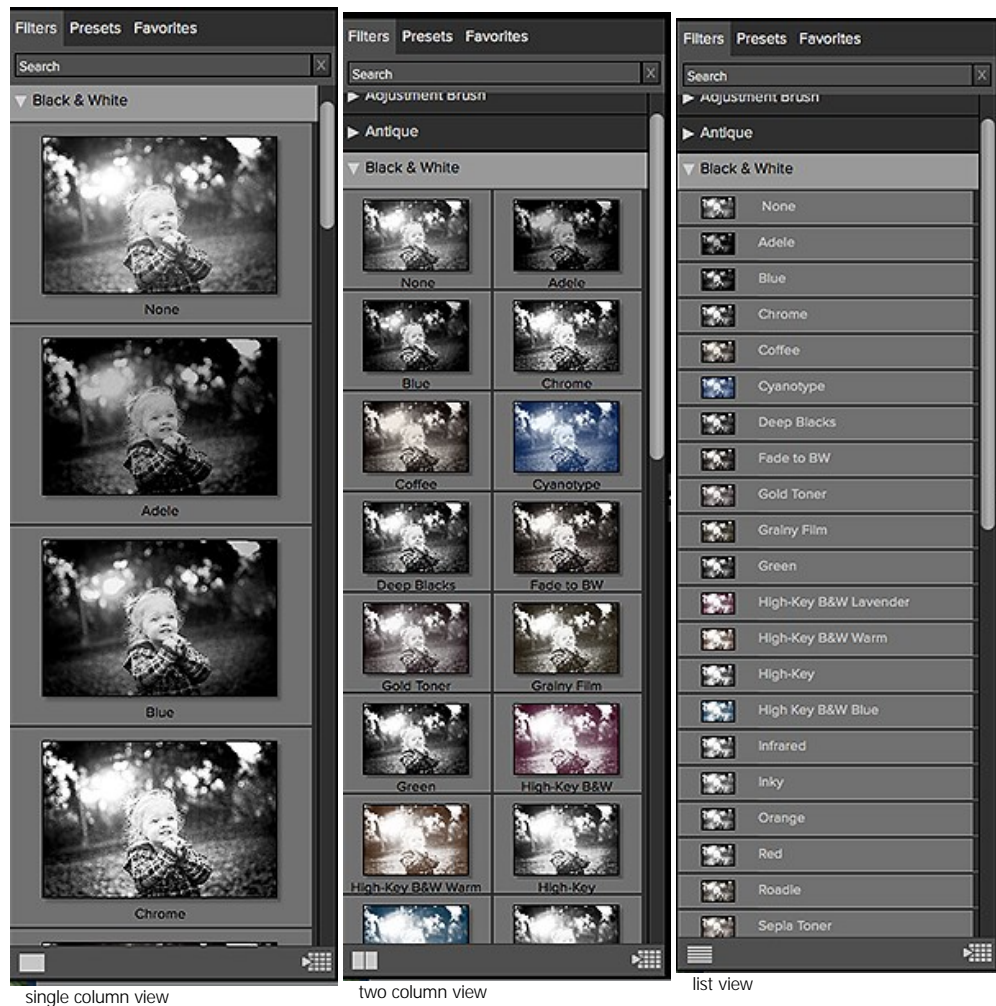 Filters Presets Favorites
Search X
Black & White
None
Adele
Blue
Chrome
single column view
Filters Presets Favorites
Search X
Adjustment Brush
Antique
Black & White
None Adele
Blue Chrome
Coffee Cyanotype
Deep Blacks Fade to BW
Gold Toner Grainy Film
Green High-Key B&W
High-Key B&W Warm High-Key
two column view
Filters Presets Favorites
Search X
Adjustment Brush
Antique
Black & White
None
Adele
Blue
Chrome
Coffee
Cyanotype
Deep Blacks
Fade to BW
Gold Toner
Grainy Film
Green
High-Key B&W Lavender
High-Key B&W Warm
High-Key
High Key B&W Blue
Infrared
Inky
Orange
Red
Roadie
Sepia Toner
list view